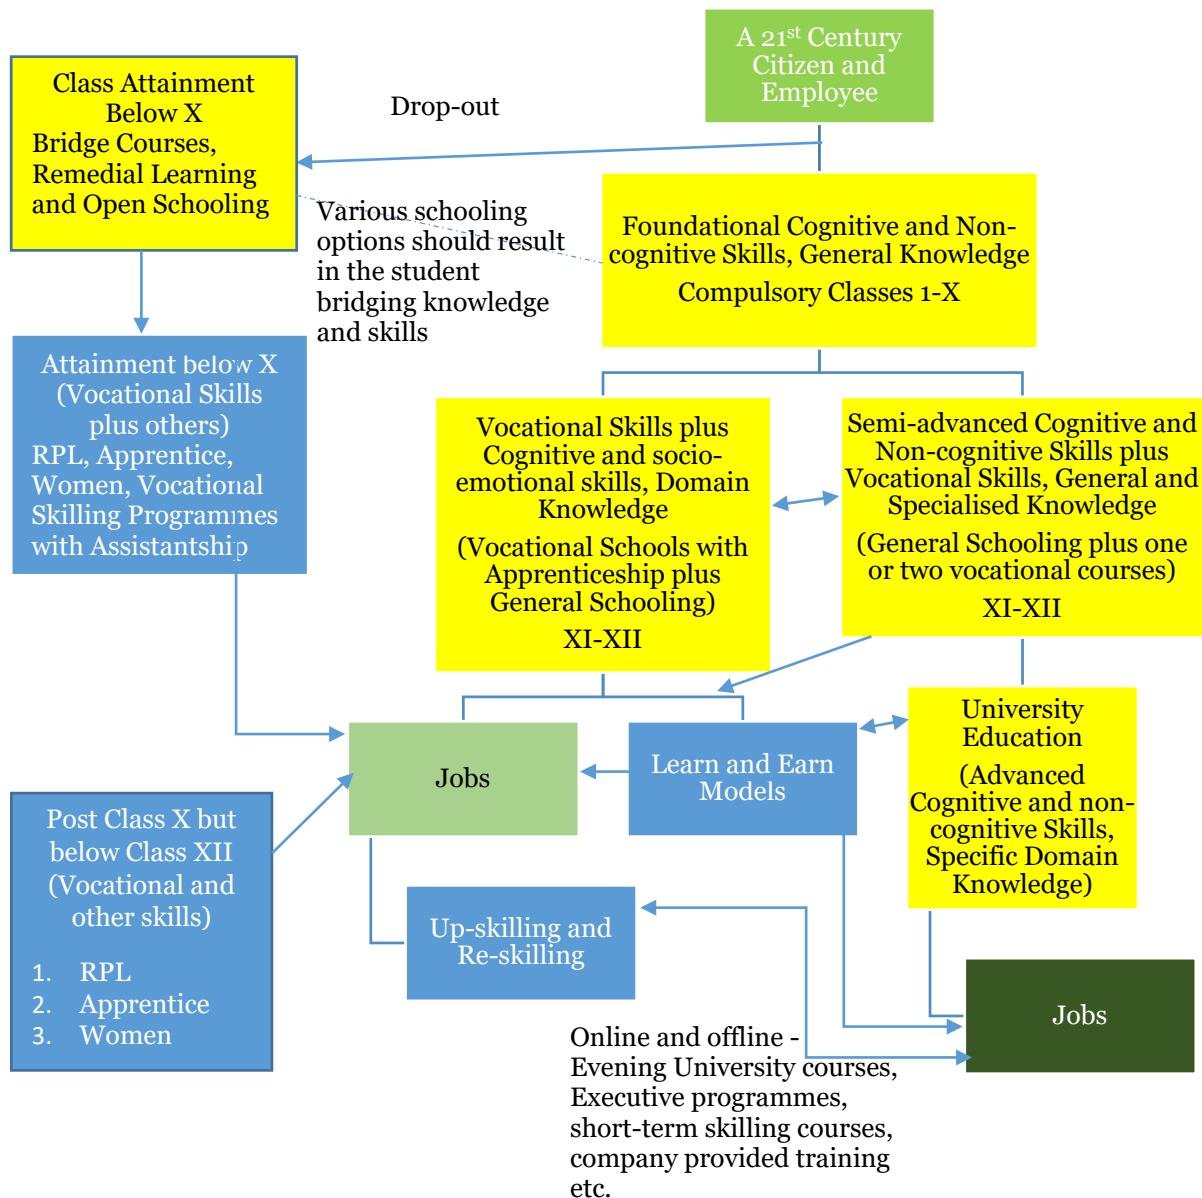 A 21st Century
Citizen and
Employee
Class Attainment
Below X
Bridge Courses,
Remedial Learning
and Open Schooling
Drop-out
Various schooling
options should result
in the student
bridging knowledge
and skills
Foundational Cognitive and Non-
cognitive Skills, General Knowledge
Compulsory Classes 1-X
Attainment below X
(Vocational Skills
plus others)
RPL, Apprentice,
Women, Vocational
Skilling Programmes
with Assistantship
Vocational Skills plus
Cognitive and socio-
emotional skills, Domain
Knowledge
(Vocational Schools with
Apprenticeship plus
General Schooling)
XI-XII
Semi-advanced Cognitive and
Non-cognitive Skills plus
Vocational Skills, General and
Specialised Knowledge
(General Schooling plus one
or two vocational courses)
XI-XII
Jobs
Learn and Earn
Models
University
Education
(Advanced
Cognitive and non-
cognitive Skills,
Specific Domain
Knowledge)
Post Class X but
below Class XII
(Vocational and
other skills)
1. RPL
2. Apprentice
3. Women
Up-skilling and
Re-skilling
Jobs
Online and offline -
Evening University courses,
Executive programmes,
short-term skilling courses,
company provided training
etc.